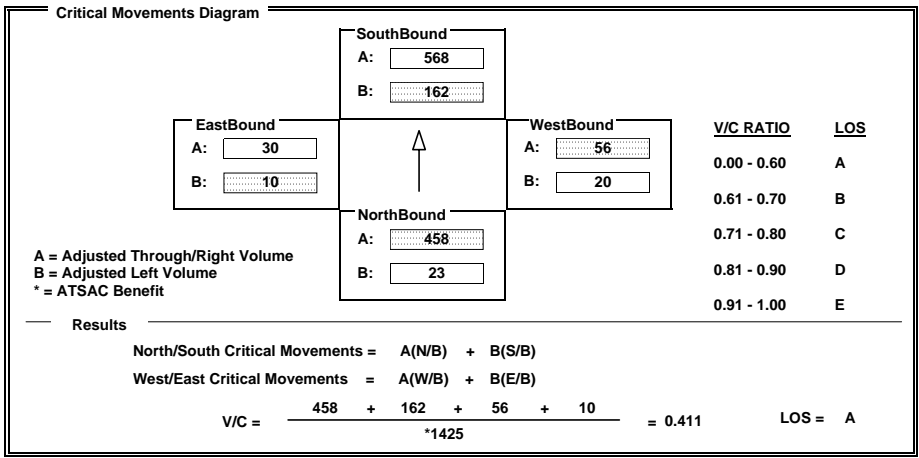 Critical Movements Diagram
SouthBound
A: 568
B: 162
EastBound
A: 30
B: 10
WestBound
A: 56
B: 20
NorthBound
A: 458
B: 23
V/C RATIO LOS
0.00 - 0.60 A
0.61 - 0.70 B
0.71 - 0.80 C
0.81 - 0.90 D
0.91 - 1.00 E
A = Adjusted Through/Right Volume
B = Adjusted Left Volume
* = ATSAC Benefit
Results
North/South Critical Movements = A(N/B) + B(S/B)
West/East Critical Movements = A(W/B) + B(E/B)
V/C = 458 + 162 + 56 + 10 = 0.411 LOS = A
*1425